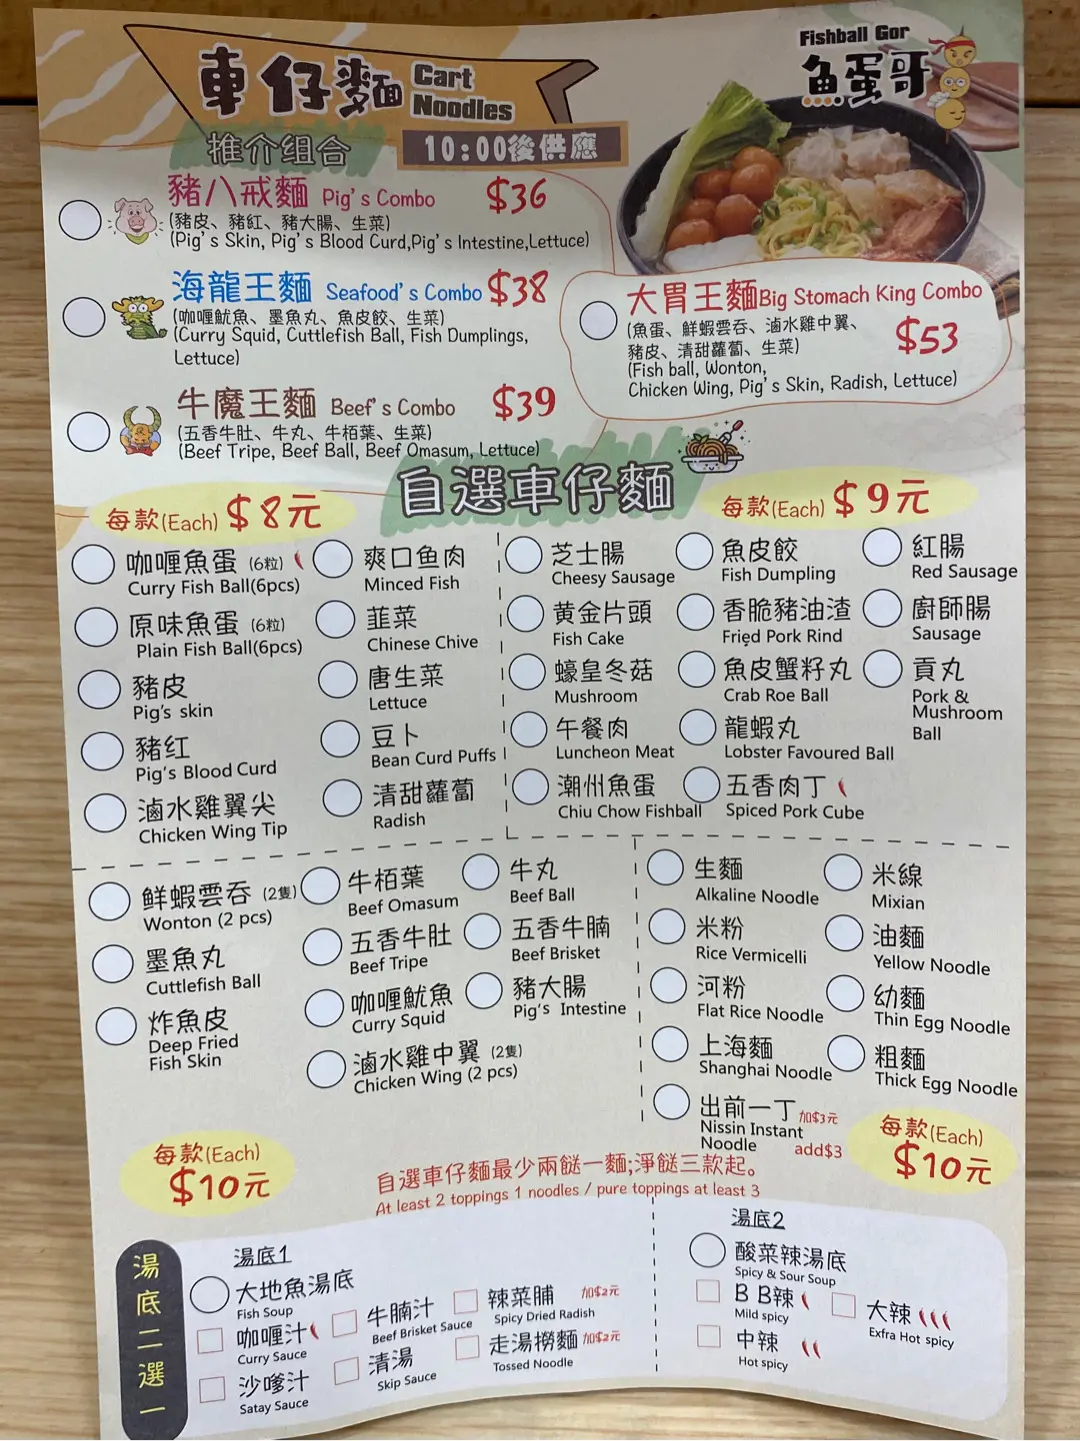 車仔麵 Cart Noodles
Fishball Gor
魚蛋哥
推介组合
10:00後供應
豬八戒麵 Pig's Combo $36
(豬皮、豬紅、豬大腸、生菜)
(Pig's Skin, Pig's Blood Curd,Pig's Intestine,Lettuce)
海龍王麵 Seafood's Combo $38
(咖喱魷魚、墨魚丸、魚皮餃、生菜)
(Curry Squid, Cuttlefish Ball, Fish Dumplings,
Lettuce)
牛魔王麵 Beef's Combo $39
(五香牛肚、牛丸、牛栢葉、生菜)
(Beef Tripe, Beef Ball, Beef Omasum, Lettuce)
大胃王麵Big Stomach King Combo
(魚蛋、鮮蝦雲吞、滷水雞中翼、
豬皮、清甜蘿蔔、生菜)
$53
(Fish ball, Wonton,
Chicken Wing, Pig's Skin, Radish, Lettuce)
自選車仔麵
每款(Each) $8元
咖喱魚蛋 (6粒)
Curry Fish Ball(6pcs)
原味魚蛋 (6粒)
Plain Fish Ball(6pcs)
豬皮
Pig's skin
豬红
Pig's Blood Curd
滷水雞翼尖
Chicken Wing Tip
爽口鱼肉
Minced Fish
韮菜
Chinese Chive
唐生菜
Lettuce
豆卜
Bean Curd Puffs
清甜蘿蔔
Radish
每款(Each) $9元
芝士腸
Cheesy Sausage
黄金片頭
Fish Cake
蠔皇冬菇
Mushroom
午餐肉
Luncheon Meat
潮州魚蛋
Chiu Chow Fishball
魚皮餃
Fish Dumpling
香脆豬油渣
Fried Pork Rind
魚皮蟹籽丸
Crab Roe Ball
龍蝦丸
Lobster Favoured Ball
五香肉丁
Spiced Pork Cube
紅腸
Red Sausage
廚師腸
Sausage
貢丸
Pork &
Mushroom
Ball
鮮蝦雲吞 (2隻)
Wonton (2 pcs)
墨魚丸
Cuttlefish Ball
炸魚皮
Deep Fried
Fish Skin
牛栢葉
Beef Omasum
五香牛肚
Beef Tripe
咖喱魷魚
Curry Squid
滷水雞中翼 (2隻)
Chicken Wing (2 pcs)
牛丸
Beef Ball
五香牛腩
Beef Brisket
豬大腸
Pig's Intestine
每款(Each)
$10元
生麵
Alkaline Noodle
米粉
Rice Vermicelli
河粉
Flat Rice Noodle
上海麵
Shanghai Noodle
出前一丁 加$3元
Nissin Instant
Noodle add$3
米線
Mixian
油麵
Yellow Noodle
幼麵
Thin Egg Noodle
粗麵
Thick Egg Noodle
每款(Each)
$10元
自選車仔麵最少兩餸一麵;淨餸三款起。
At least 2 toppings 1 noodles / pure toppings at least 3
湯底二選一
湯底1
大地魚湯底
Fish Soup
咖喱汁
Curry Sauce
沙嗲汁
Satay Sauce
牛腩汁
Beef Brisket Sauce
清湯
Skip Sauce
辣菜脯 加$2元
Spicy Dried Radish
走湯撈麵 加$2元
Tossed Noodle
湯底2
酸菜辣湯底
Spicy & Sour Soup
B B辣
Mild spicy
中辣
Hot spicy
大辣
Exfra Hot spicy